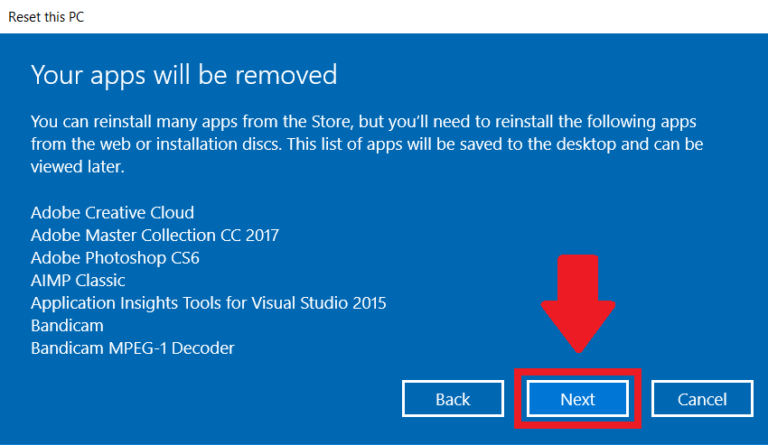 Reset this PC
Your apps will be removed
You can reinstall many apps from the Store, but you'll need to reinstall the following apps
from the web or installation discs. This list of apps will be saved to the desktop and can be
viewed later.
Adobe Creative Cloud
Adobe Master Collection CC 2017
Adobe Photoshop CS6
AIMP Classic
Application Insights Tools for Visual Studio 2015
Bandicam
Bandicam MPEG-1 Decoder
Back Next Cancel